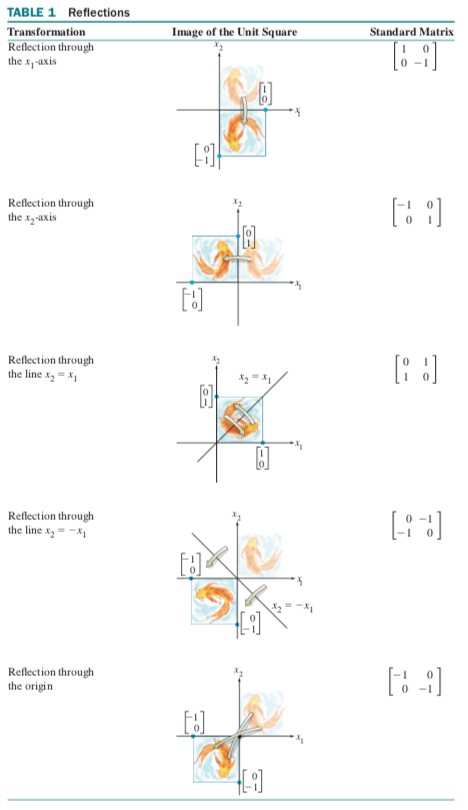 TABLE 1 Reflections
Transformation Image of the Unit Square Standard Matrix
Reflection through
the x₁-axis
x₂
[1 0]
[0 −1]
[1]
[0]
x₁
[0]
[−1]
Reflection through
the x₂-axis
x₂
[−1 0]
[0 1]
[0]
[1]
x₁
[−1]
[0]
Reflection through
the line x₂ = x₁
x₂
x₂ = x₁
[0 1]
[1 0]
[0]
[1]
x₁
[1]
[0]
Reflection through
the line x₂ = −x₁
x₂
[0 −1]
[−1 0]
[−1]
[0]
x₁
x₂ = −x₁
[0]
[−1]
Reflection through
the origin
x₂
[−1 0]
[0 −1]
[−1]
[0]
x₁
[0]
[−1]